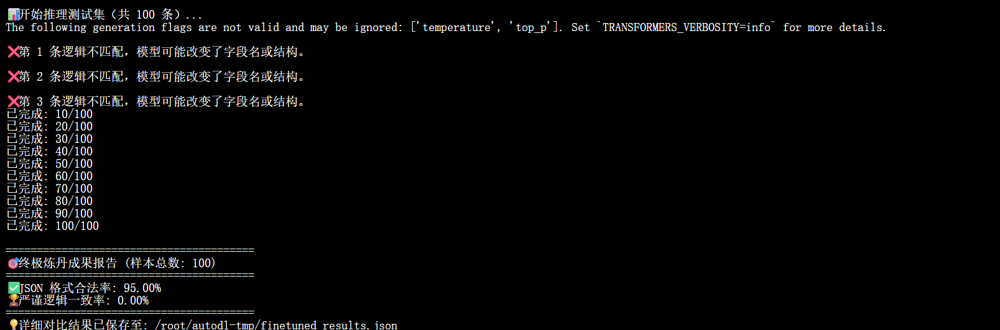 📊开始推理测试集（共 100 条）...
The following generation flags are not valid and may be ignored: ['temperature', 'top_p']. Set `TRANSFORMERS_VERBOSITY=info` for more details.
❌第 1 条逻辑不匹配，模型可能改变了字段名或结构。
❌第 2 条逻辑不匹配，模型可能改变了字段名或结构。
❌第 3 条逻辑不匹配，模型可能改变了字段名或结构。
已完成: 10/100
已完成: 20/100
已完成: 30/100
已完成: 40/100
已完成: 50/100
已完成: 60/100
已完成: 70/100
已完成: 80/100
已完成: 90/100
已完成: 100/100
========================================
🎯终极炼丹成果报告 (样本总数: 100)
========================================
✅JSON 格式合法率: 95.00%
🏆严谨逻辑一致率: 0.00%
========================================
💡详细对比结果已保存至: /root/autodl-tmp/finetuned_results.json